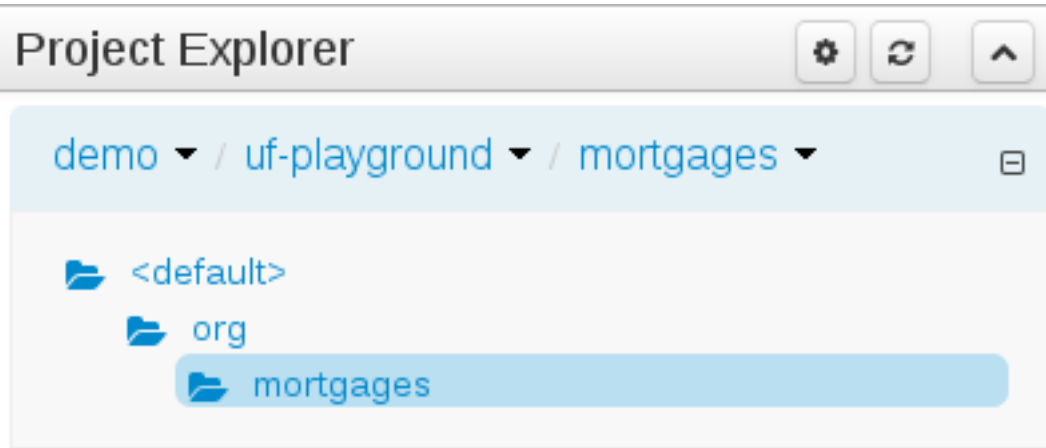 Project Explorer
demo / uf-playground / mortgages
<default>
org
mortgages